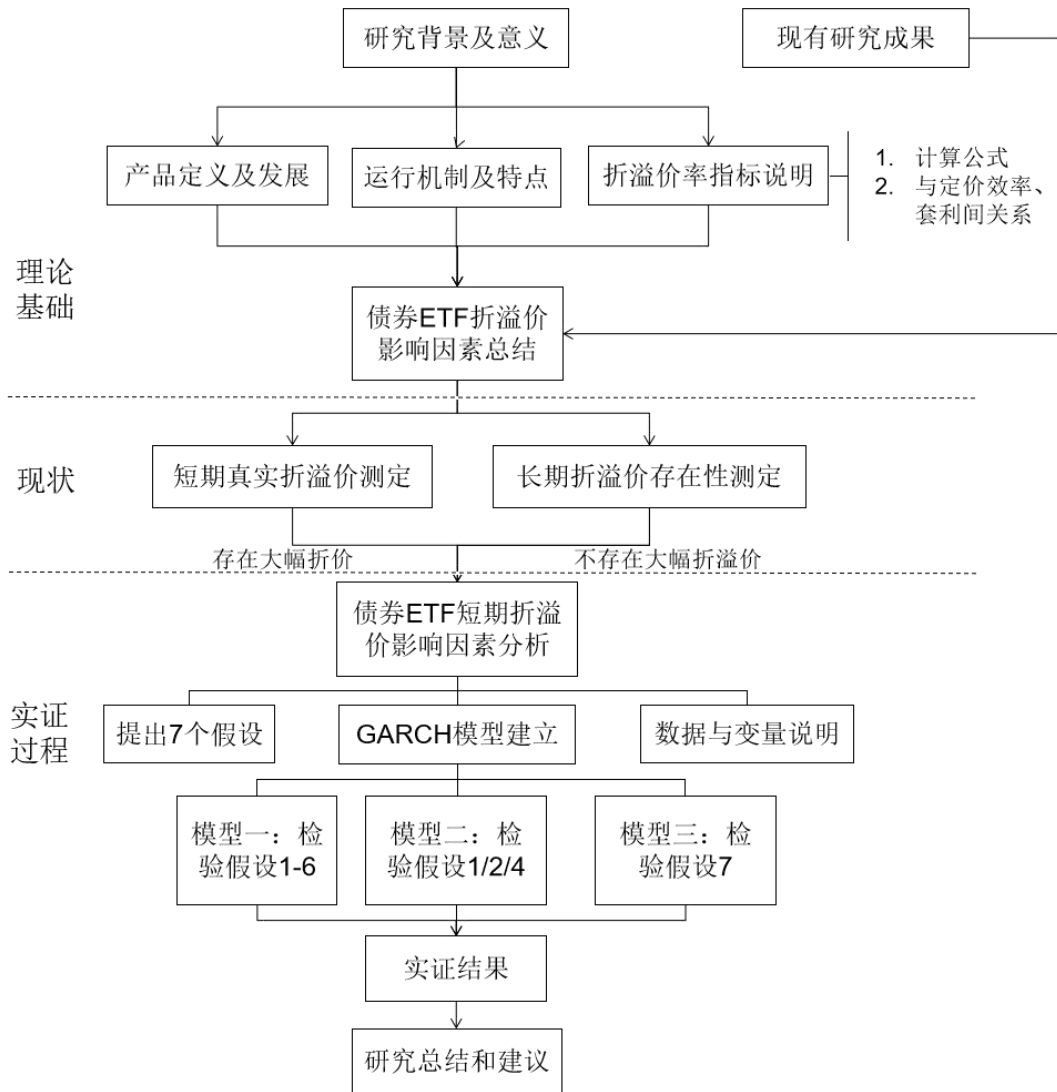 研究背景及意义
现有研究成果
产品定义及发展
运行机制及特点
折溢价率指标说明
1. 计算公式
2. 与定价效率、
套利间关系
理论
基础
债券ETF折溢价
影响因素总结
现状
短期真实折溢价测定
长期折溢价存在性测定
存在大幅折价
不存在大幅折溢价
债券ETF短期折溢
价影响因素分析
实证
过程
提出7个假设
GARCH模型建立
数据与变量说明
模型一：检
验假设1-6
模型二：检
验假设1/2/4
模型三：检
验假设7
实证结果
研究总结和建议